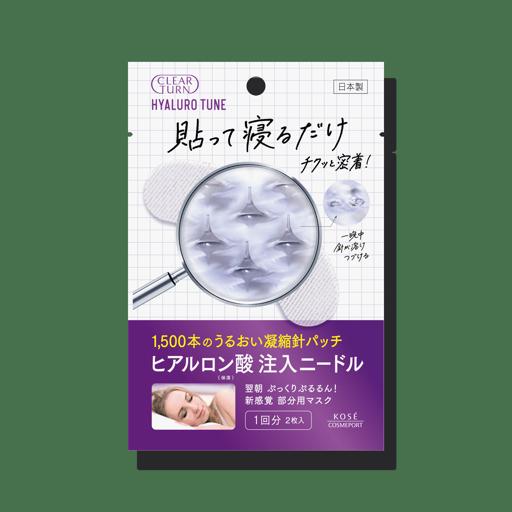 CLEAR
TURN
日本製
HYALURO TUNE
貼って寝るだけ
チクッと密着!
一晩中
針が溶け
つづける
1,500本のうるおい凝縮針パッチ
ヒアルロン酸 注入ニードル
(保湿)
翌朝 ぷっくりぷるるん!
新感覚 部分用マスク
1回分 2枚入
KOSÉ
COSMEPORT